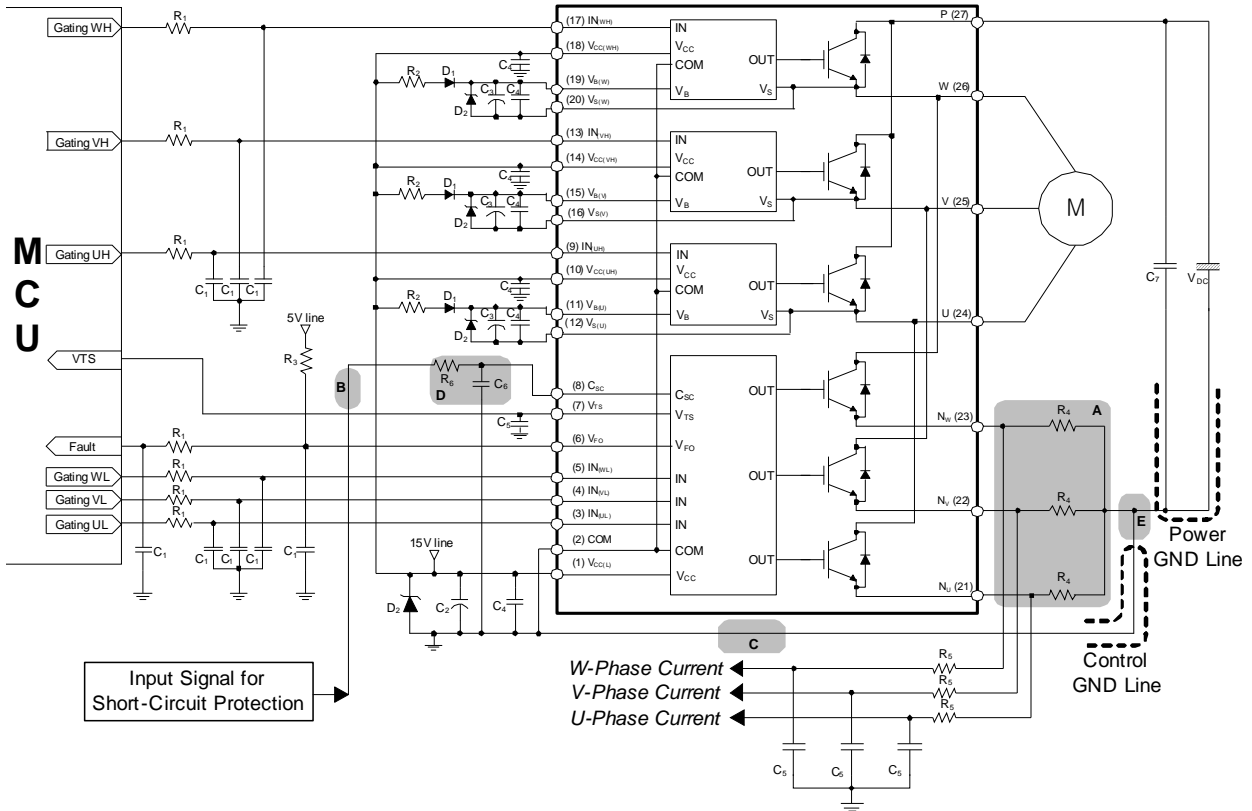 MCU
Gating WH
Gating VH
Gating UH
VTS
Fault
Gating WL
Gating VL
Gating UL
R1
R1
R1
R1
R1
R1
R1
C1
C1
C1
C1
C1
C1
C1
C1
5V line
R3
15V line
D2
C2
C4
R2
D1
D2
C3
C4
C4
R2
D1
D2
C3
C4
C4
R2
D1
D2
C3
C4
C4
B
R6
D
C6
C5
(17) IN(WH)
(18) VCC(WH)
(19) VB(W)
(20) VS(W)
(13) IN(VH)
(14) VCC(VH)
(15) VB(V)
(16) VS(V)
(9) IN(UH)
(10) VCC(UH)
(11) VB(U)
(12) VS(U)
(8) CSC
(7) VTS
(6) VFO
(5) IN(WL)
(4) IN(VL)
(3) IN(UL)
(2) COM
(1) VCC(L)
IN
VCC
COM
VB
OUT
VS
IN
VCC
COM
VB
OUT
VS
IN
VCC
COM
VB
OUT
VS
CSC
VTS
VFO
IN
IN
IN
COM
VCC
OUT
OUT
OUT
P (27)
W (26)
V (25)
U (24)
NW (23)
NV (22)
NU (21)
M
C7
VDC
A
R4
R4
R4
E
Power
GND Line
Control
GND Line
C
Input Signal for
Short-Circuit Protection
W-Phase Current
V-Phase Current
U-Phase Current
R5
R5
R5
C5
C5
C5